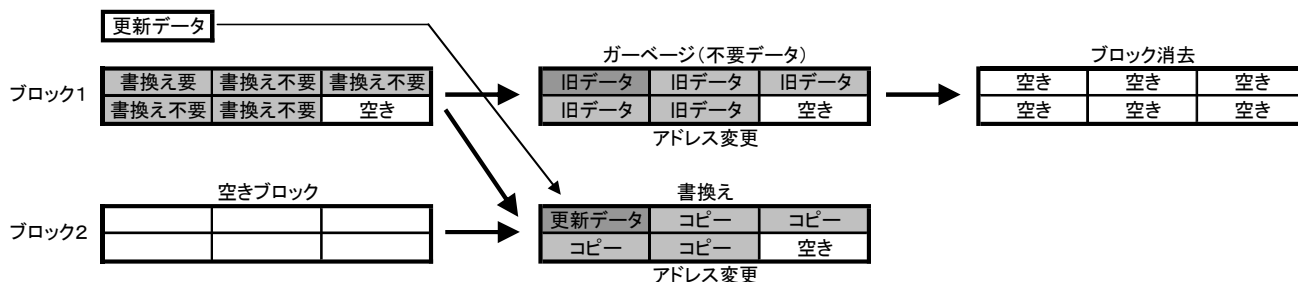 更新データ
ガーベージ(不要データ)
ブロック消去
ブロック1
書換え要 書換え不要 書換え不要
書換え不要 書換え不要 空き
旧データ 旧データ 旧データ
旧データ 旧データ 空き
空き 空き 空き
空き 空き 空き
アドレス変更
空きブロック
書換え
ブロック2
更新データ コピー コピー
コピー コピー 空き
アドレス変更